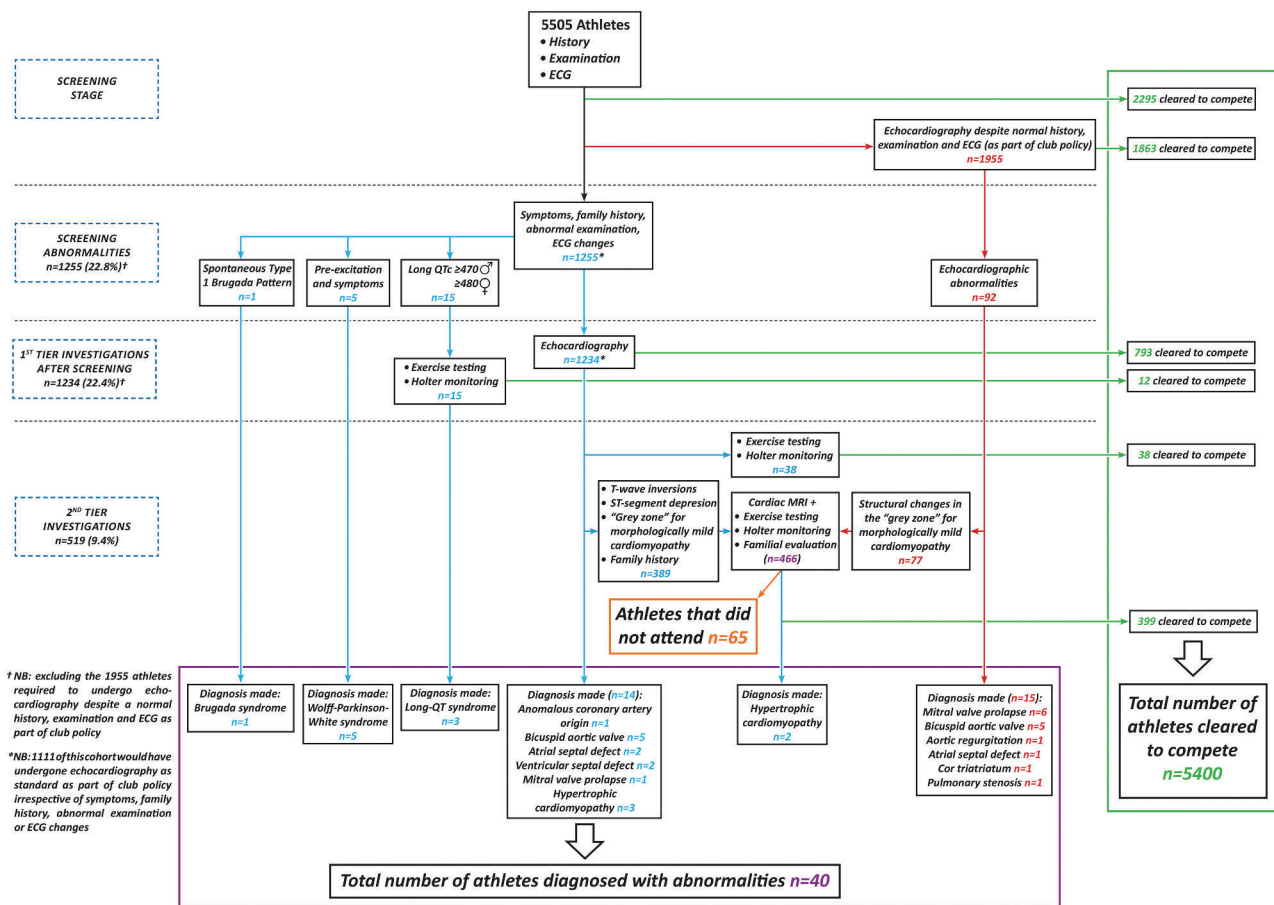 5505 Athletes
• History
• Examination
• ECG
SCREENING
STAGE
2295 cleared to compete
Echocardiography despite normal history,
examination and ECG (as part of club policy)
n=1955
1863 cleared to compete
SCREENING
ABNORMALITIES
n=1255 (22.8%)†
Symptoms, family history,
abnormal examination,
ECG changes
n=1255*
Spontaneous Type
1 Brugada Pattern
n=1
Pre-excitation
and symptoms
n=5
Long QTc ≥470♂
≥480♀
n=15
Echocardiographic
abnormalities
n=92
1ST TIER INVESTIGATIONS
AFTER SCREENING
n=1234 (22.4%)†
Echocardiography
n=1234*
793 cleared to compete
• Exercise testing
• Holter monitoring
n=15
12 cleared to compete
• Exercise testing
• Holter monitoring
n=38
38 cleared to compete
2ND TIER
INVESTIGATIONS
n=519 (9.4%)
• T-wave inversions
• ST-segment depresion
• “Grey zone” for
morphologically mild
cardiomyopathy
• Family history
n=389
Cardiac MRI +
• Exercise testing
• Holter monitoring
• Familial evaluation
(n=466)
Structural changes in
the “grey zone” for
morphologically mild
cardiomyopathy
n=77
Athletes that did
not attend n=65
399 cleared to compete
† NB: excluding the 1955 athletes
required to undergo echo-
cardiography despite a normal
history, examination and ECG as
part of club policy
*NB: 1111 of this cohort would have
undergone echocardiography as
standard as part of club policy
irrespective of symptoms, family
history, abnormal examination
or ECG changes
Diagnosis made:
Brugada syndrome
n=1
Diagnosis made:
Wolff-Parkinson-
White syndrome
n=5
Diagnosis made:
Long-QT syndrome
n=3
Diagnosis made (n=14):
Anomalous coronary artery
origin n=1
Bicuspid aortic valve n=5
Atrial septal defect n=2
Ventricular septal defect n=2
Mitral valve prolapse n=1
Hypertrophic
cardiomyopathy n=3
Diagnosis made:
Hypertrophic
cardiomyopathy
n=2
Diagnosis made (n=15):
Mitral valve prolapse n=6
Bicuspid aortic valve n=5
Aortic regurgitation n=1
Atrial septal defect n=1
Cor triatriatum n=1
Pulmonary stenosis n=1
Total number of
athletes cleared
to compete
n=5400
Total number of athletes diagnosed with abnormalities n=40